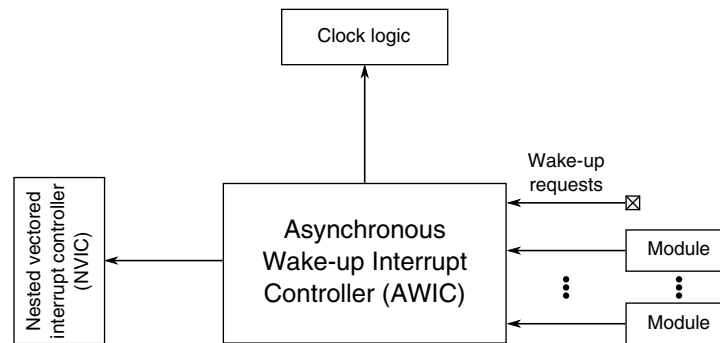 Clock logic
Nested vectored
interrupt controller
(NVIC)
Asynchronous
Wake-up Interrupt
Controller (AWIC)
Wake-up
requests
Module
Module